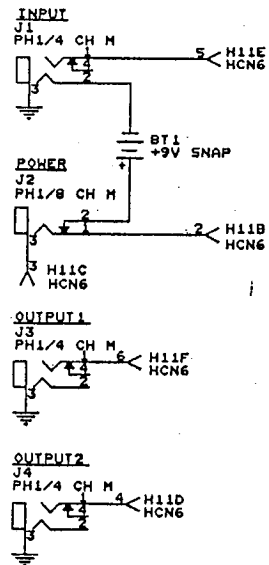 INPUT
J1
PH1/4 CH M
4
2
3
5
H11E
HCN6
BT1
+9V SNAP
+
POWER
J2
PH1/8 CH M
2
1
3
2
H11B
HCN6
3
H11C
HCN6
OUTPUT1
J3
PH1/4 CH M
4
2
3
6
H11F
HCN6
OUTPUT2
J4
PH1/4 CH M
4
2
3
4
H11D
HCN6